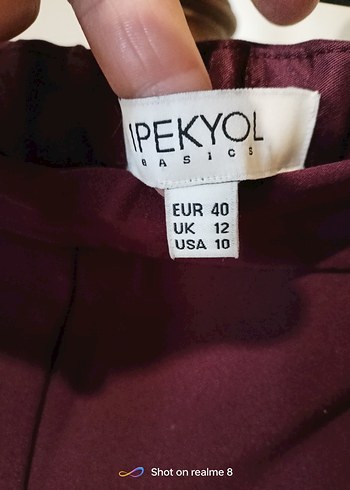 IPEKYOL
BASICS
EUR 40
UK 12
USA 10
Shot on realme 8